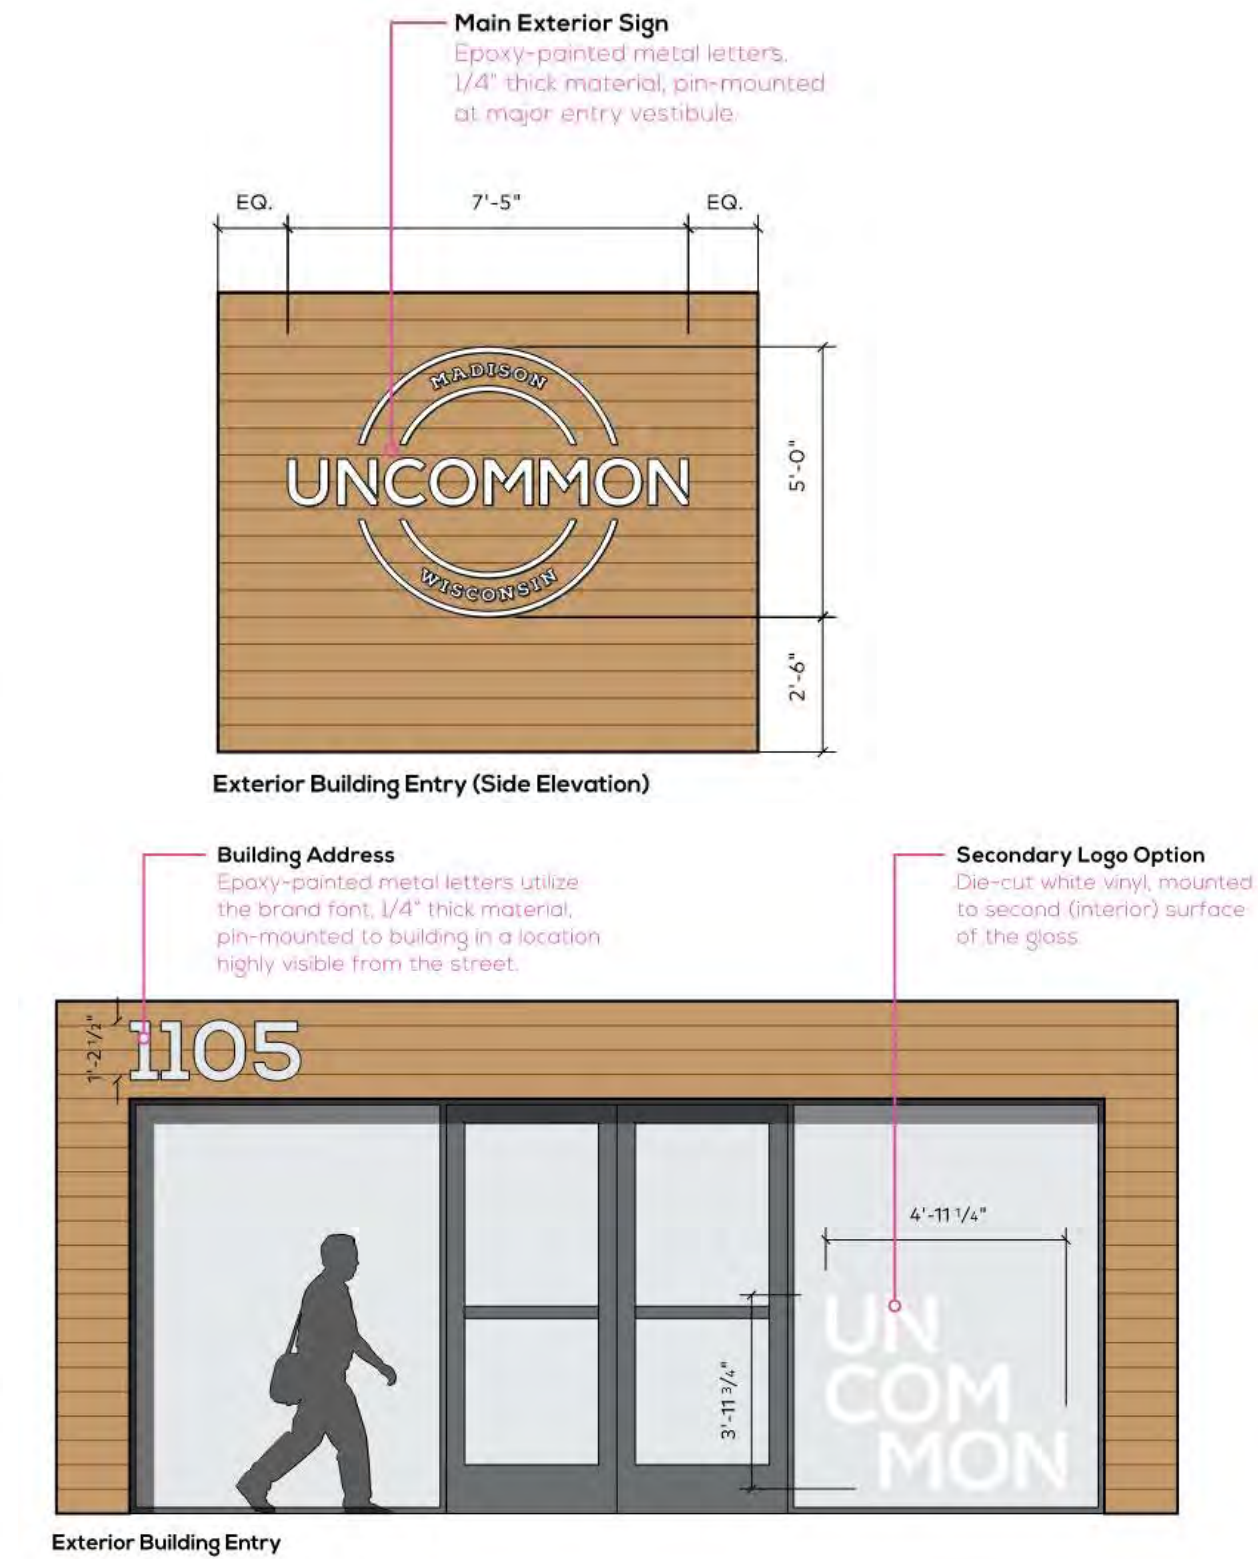 Main Exterior Sign
Epoxy-painted metal letters,
1/4" thick material, pin-mounted
at major entry vestibule.
EQ.
7'-5"
EQ.
MADISON
UNCOMMON
WISCONSIN
5'-0"
2'-6"
Exterior Building Entry (Side Elevation)
Building Address
Epoxy-painted metal letters utilize
the brand font, 1/4" thick material,
pin-mounted to building in a location
highly visible from the street.
Secondary Logo Option
Die-cut white vinyl, mounted
to second (interior) surface
of the glass.
1'-2 1/2"
1105
4'-11 1/4"
3'-11 3/4"
UN
COM
MON
Exterior Building Entry